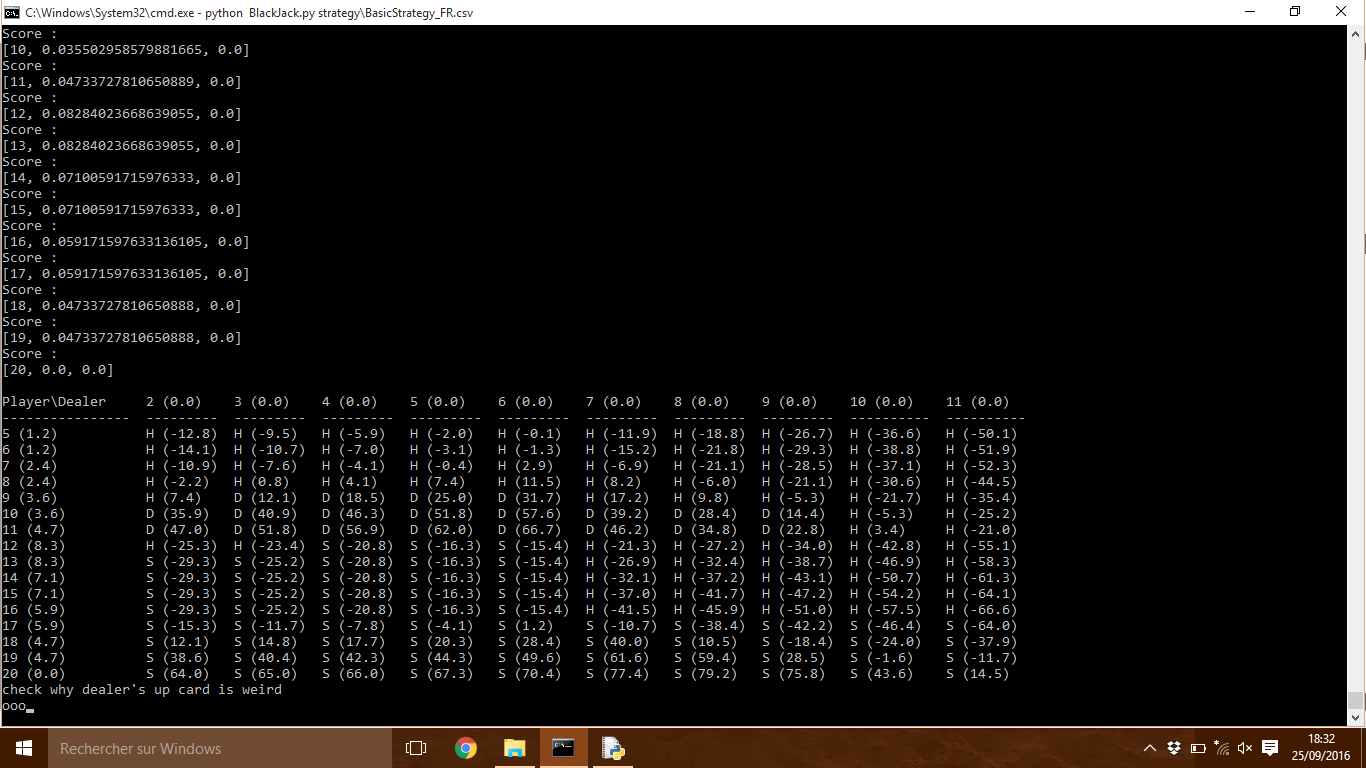 C:\Windows\System32\cmd.exe - python BlackJack.py strategy\BasicStrategy_FR.csv
Score :
[10, 0.035502958579881665, 0.0]
Score :
[11, 0.04733727810650889, 0.0]
Score :
[12, 0.08284023668639055, 0.0]
Score :
[13, 0.08284023668639055, 0.0]
Score :
[14, 0.07100591715976333, 0.0]
Score :
[15, 0.07100591715976333, 0.0]
Score :
[16, 0.059171597633136105, 0.0]
Score :
[17, 0.059171597633136105, 0.0]
Score :
[18, 0.04733727810650888, 0.0]
Score :
[19, 0.04733727810650888, 0.0]
Score :
[20, 0.0, 0.0]
Player\Dealer 2 (0.0) 3 (0.0) 4 (0.0) 5 (0.0) 6 (0.0) 7 (0.0) 8 (0.0) 9 (0.0) 10 (0.0) 11 (0.0)
---------------- --------- --------- --------- --------- --------- --------- --------- --------- ---------- ----------
5 (1.2) H (-12.8) H (-9.5) H (-5.9) H (-2.0) H (-0.1) H (-11.9) H (-18.8) H (-26.7) H (-36.6) H (-50.1)
6 (1.2) H (-14.1) H (-10.7) H (-7.0) H (-3.1) H (-1.3) H (-15.2) H (-21.8) H (-29.3) H (-38.8) H (-51.9)
7 (2.4) H (-10.9) H (-7.6) H (-4.1) H (-0.4) H (2.9) H (-6.9) H (-21.1) H (-28.5) H (-37.1) H (-52.3)
8 (2.4) H (-2.2) H (0.8) H (4.1) H (7.4) H (11.5) H (8.2) H (-6.0) H (-21.1) H (-30.6) H (-44.5)
9 (3.6) H (7.4) D (12.1) D (18.5) D (25.0) D (31.7) H (17.2) H (9.8) H (-5.3) H (-21.7) H (-35.4)
10 (3.6) D (35.9) D (40.9) D (46.3) D (51.8) D (57.6) D (39.2) D (28.4) D (14.4) H (-5.3) H (-25.2)
11 (4.7) D (47.0) D (51.8) D (56.9) D (62.0) D (66.7) D (46.2) D (34.8) D (22.8) H (3.4) H (-21.0)
12 (8.3) H (-25.3) H (-23.4) S (-20.8) S (-16.3) S (-15.4) H (-21.3) H (-27.2) H (-34.0) H (-42.8) H (-55.1)
13 (8.3) S (-29.3) S (-25.2) S (-20.8) S (-16.3) S (-15.4) H (-26.9) H (-32.4) H (-38.7) H (-46.9) H (-58.3)
14 (7.1) S (-29.3) S (-25.2) S (-20.8) S (-16.3) S (-15.4) H (-32.1) H (-37.2) H (-43.1) H (-50.7) H (-61.3)
15 (7.1) S (-29.3) S (-25.2) S (-20.8) S (-16.3) S (-15.4) H (-37.0) H (-41.7) H (-47.2) H (-54.2) H (-64.1)
16 (5.9) S (-29.3) S (-25.2) S (-20.8) S (-16.3) S (-15.4) H (-41.5) H (-45.9) H (-51.0) H (-57.5) H (-66.6)
17 (5.9) S (-15.3) S (-11.7) S (-7.8) S (-4.1) S (1.2) S (-10.7) S (-38.4) S (-42.2) S (-46.4) S (-64.0)
18 (4.7) S (12.1) S (14.8) S (17.7) S (20.3) S (28.4) S (40.0) S (10.5) S (-18.4) S (-24.0) S (-37.9)
19 (4.7) S (38.6) S (40.4) S (42.3) S (44.3) S (49.6) S (61.6) S (59.4) S (28.5) S (-1.6) S (-11.7)
20 (0.0) S (64.0) S (65.0) S (66.0) S (67.3) S (70.4) S (77.4) S (79.2) S (75.8) S (43.6) S (14.5)
check why dealer's up card is weird
ooo_
Rechercher sur Windows
18:32
25/09/2016